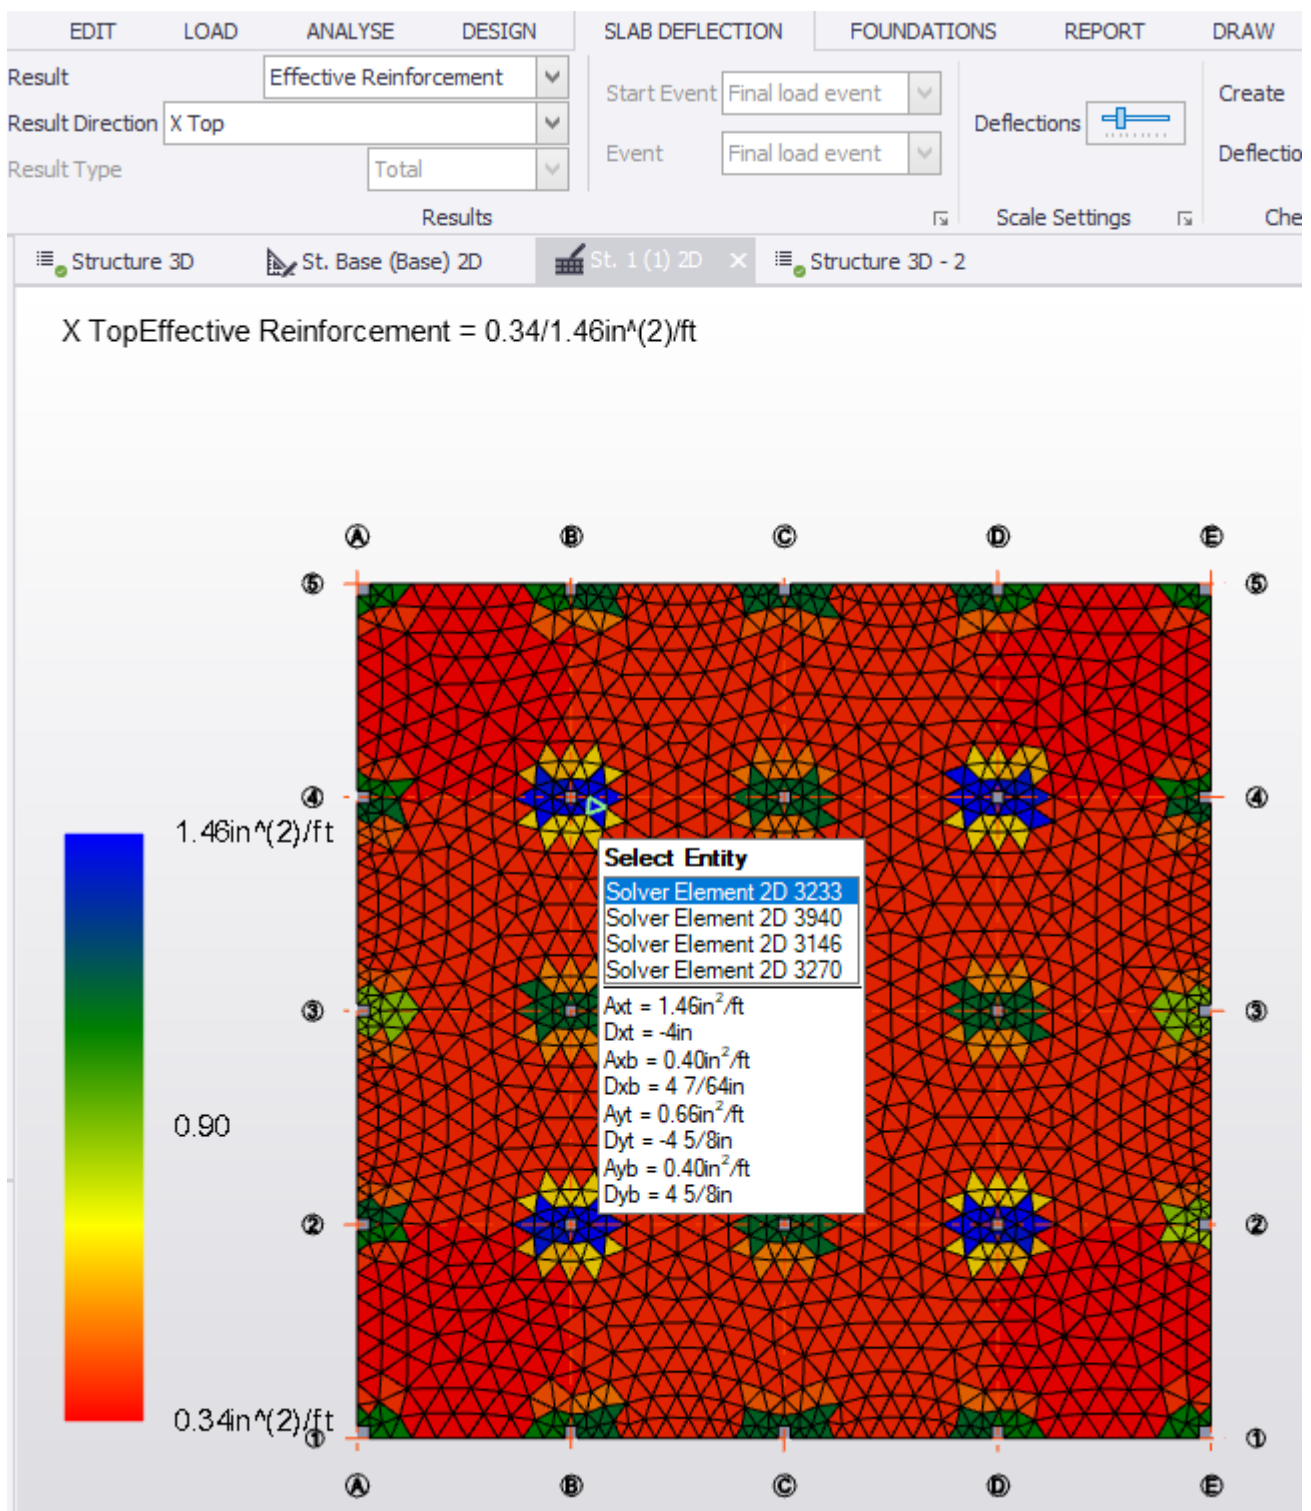 EDIT LOAD ANALYSE DESIGN SLAB DEFLECTION FOUNDATIONS REPORT DRAW
Result Effective Reinforcement
Result Direction X Top
Result Type Total
Results
Start Event Final load event
Event Final load event
Deflections
Scale Settings
Create
Deflectio
Che
Structure 3D St. Base (Base) 2D St. 1 (1) 2D Structure 3D - 2
X TopEffective Reinforcement = 0.34/1.46in^(2)/ft
A B C D E
5 5
4 4
1.46in^(2)/ft
Select Entity
Solver Element 2D 3233
Solver Element 2D 3940
Solver Element 2D 3146
Solver Element 2D 3270
Axt = 1.46in²/ft
Dxt = -4in
Axb = 0.40in²/ft
Dxb = 4 7/64in
Ayt = 0.66in²/ft
Dyt = -4 5/8in
Ayb = 0.40in²/ft
Dyb = 4 5/8in
3 3
0.90
2 2
0.34in^(2)/ft
1 1
A B C D E